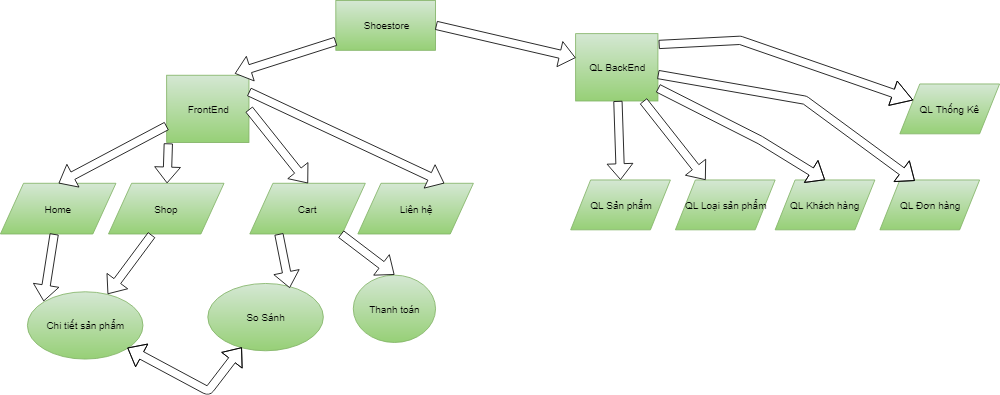 Shoestore
QL BackEnd
FrontEnd
QL Thống Kê
Home
Shop
Cart
Liên hệ
QL Sản phẩm
QL Loại sản phẩm
QL Khách hàng
QL Đơn hàng
Chi tiết sản phẩm
So Sánh
Thanh toán